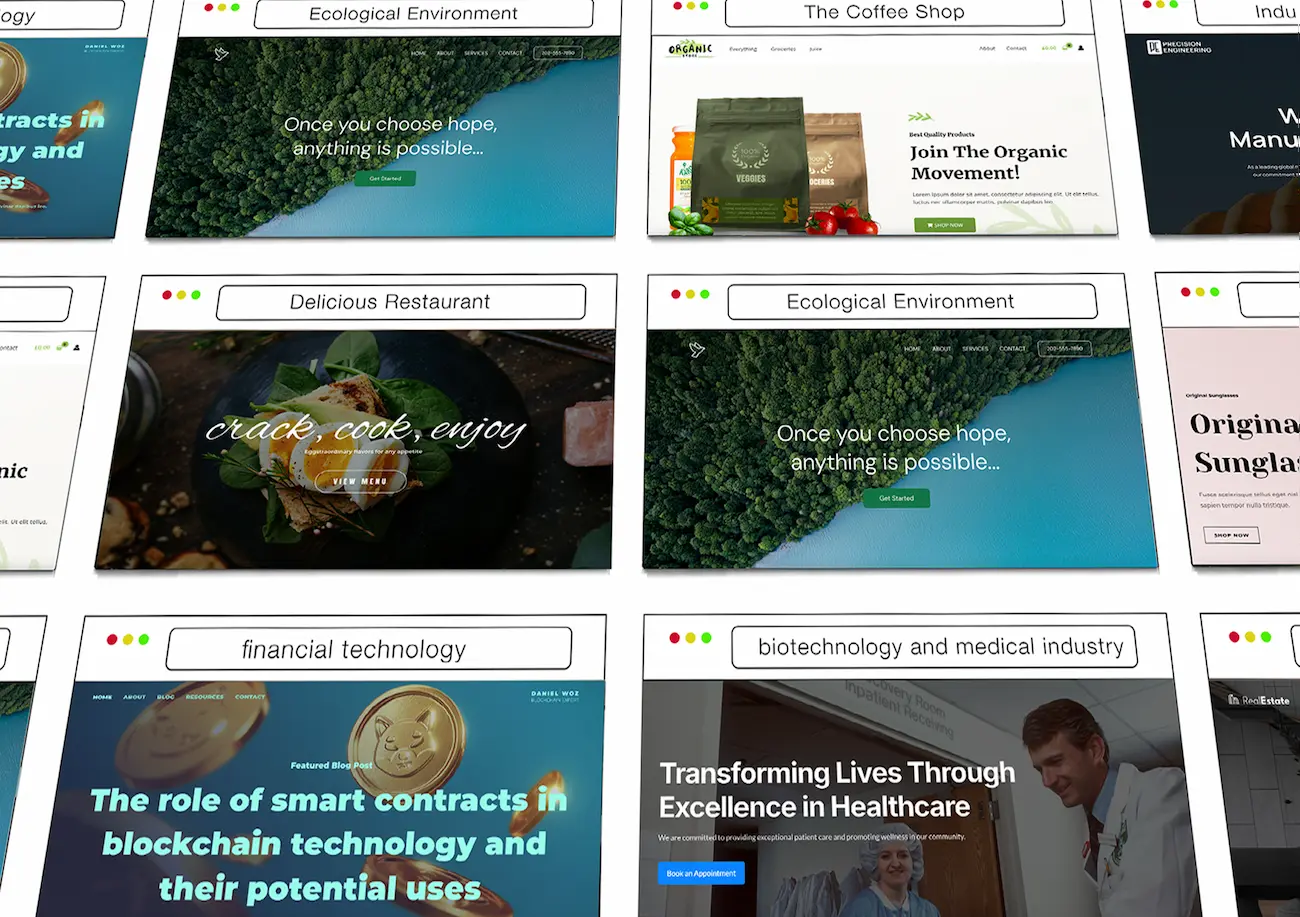 ogy
DANIEL WOZ
tracts in
gy and
es
Ecological Environment
HOME ABOUT SERVICES CONTACT 202-555-7890
Once you choose hope,
anything is possible...
Get Started
The Coffee Shop
ORGANIC
STORE
Everything Groceries Juice
About Contact £0.00
100%
VEGGIES
100%
OCERIES
Best Quality Products
Join The Organic
Movement!
Lorem ipsum dolor sit amet, consectetur adipiscing elit. Ut elit tellus,
luctus nec ullamcorper mattis, pulvinar dapibus leo.
SHOP NOW
Indu
PE PRECISION
ENGINEERING
W
Manu
As a leading global
our commitment
ontact £0.00
nic
elit. Ut elit tellus,
Delicious Restaurant
crack, cook, enjoy
Eggstraordinary flavors for any appetite
VIEW MENU
Ecological Environment
HOME ABOUT SERVICES CONTACT 202-555-7890
Once you choose hope,
anything is possible...
Get Started
Original Sunglasses
Origina
Sungla
Fusce scelerisque tellus eget nisl
sapien tempor nulla tristique.
SHOP NOW
financial technology
HOME ABOUT BLOG RESOURCES CONTACT
DANIEL WOZ
BLOCKCHAIN EXPERT
Featured Blog Post
The role of smart contracts in
blockchain technology and
their potential uses
biotechnology and medical industry
covery Room
Inpatient
Receiving
Transforming Lives Through
Excellence in Healthcare
We are committed to providing exceptional patient care and promoting wellness in our community.
Book an Appointment
RealEstate